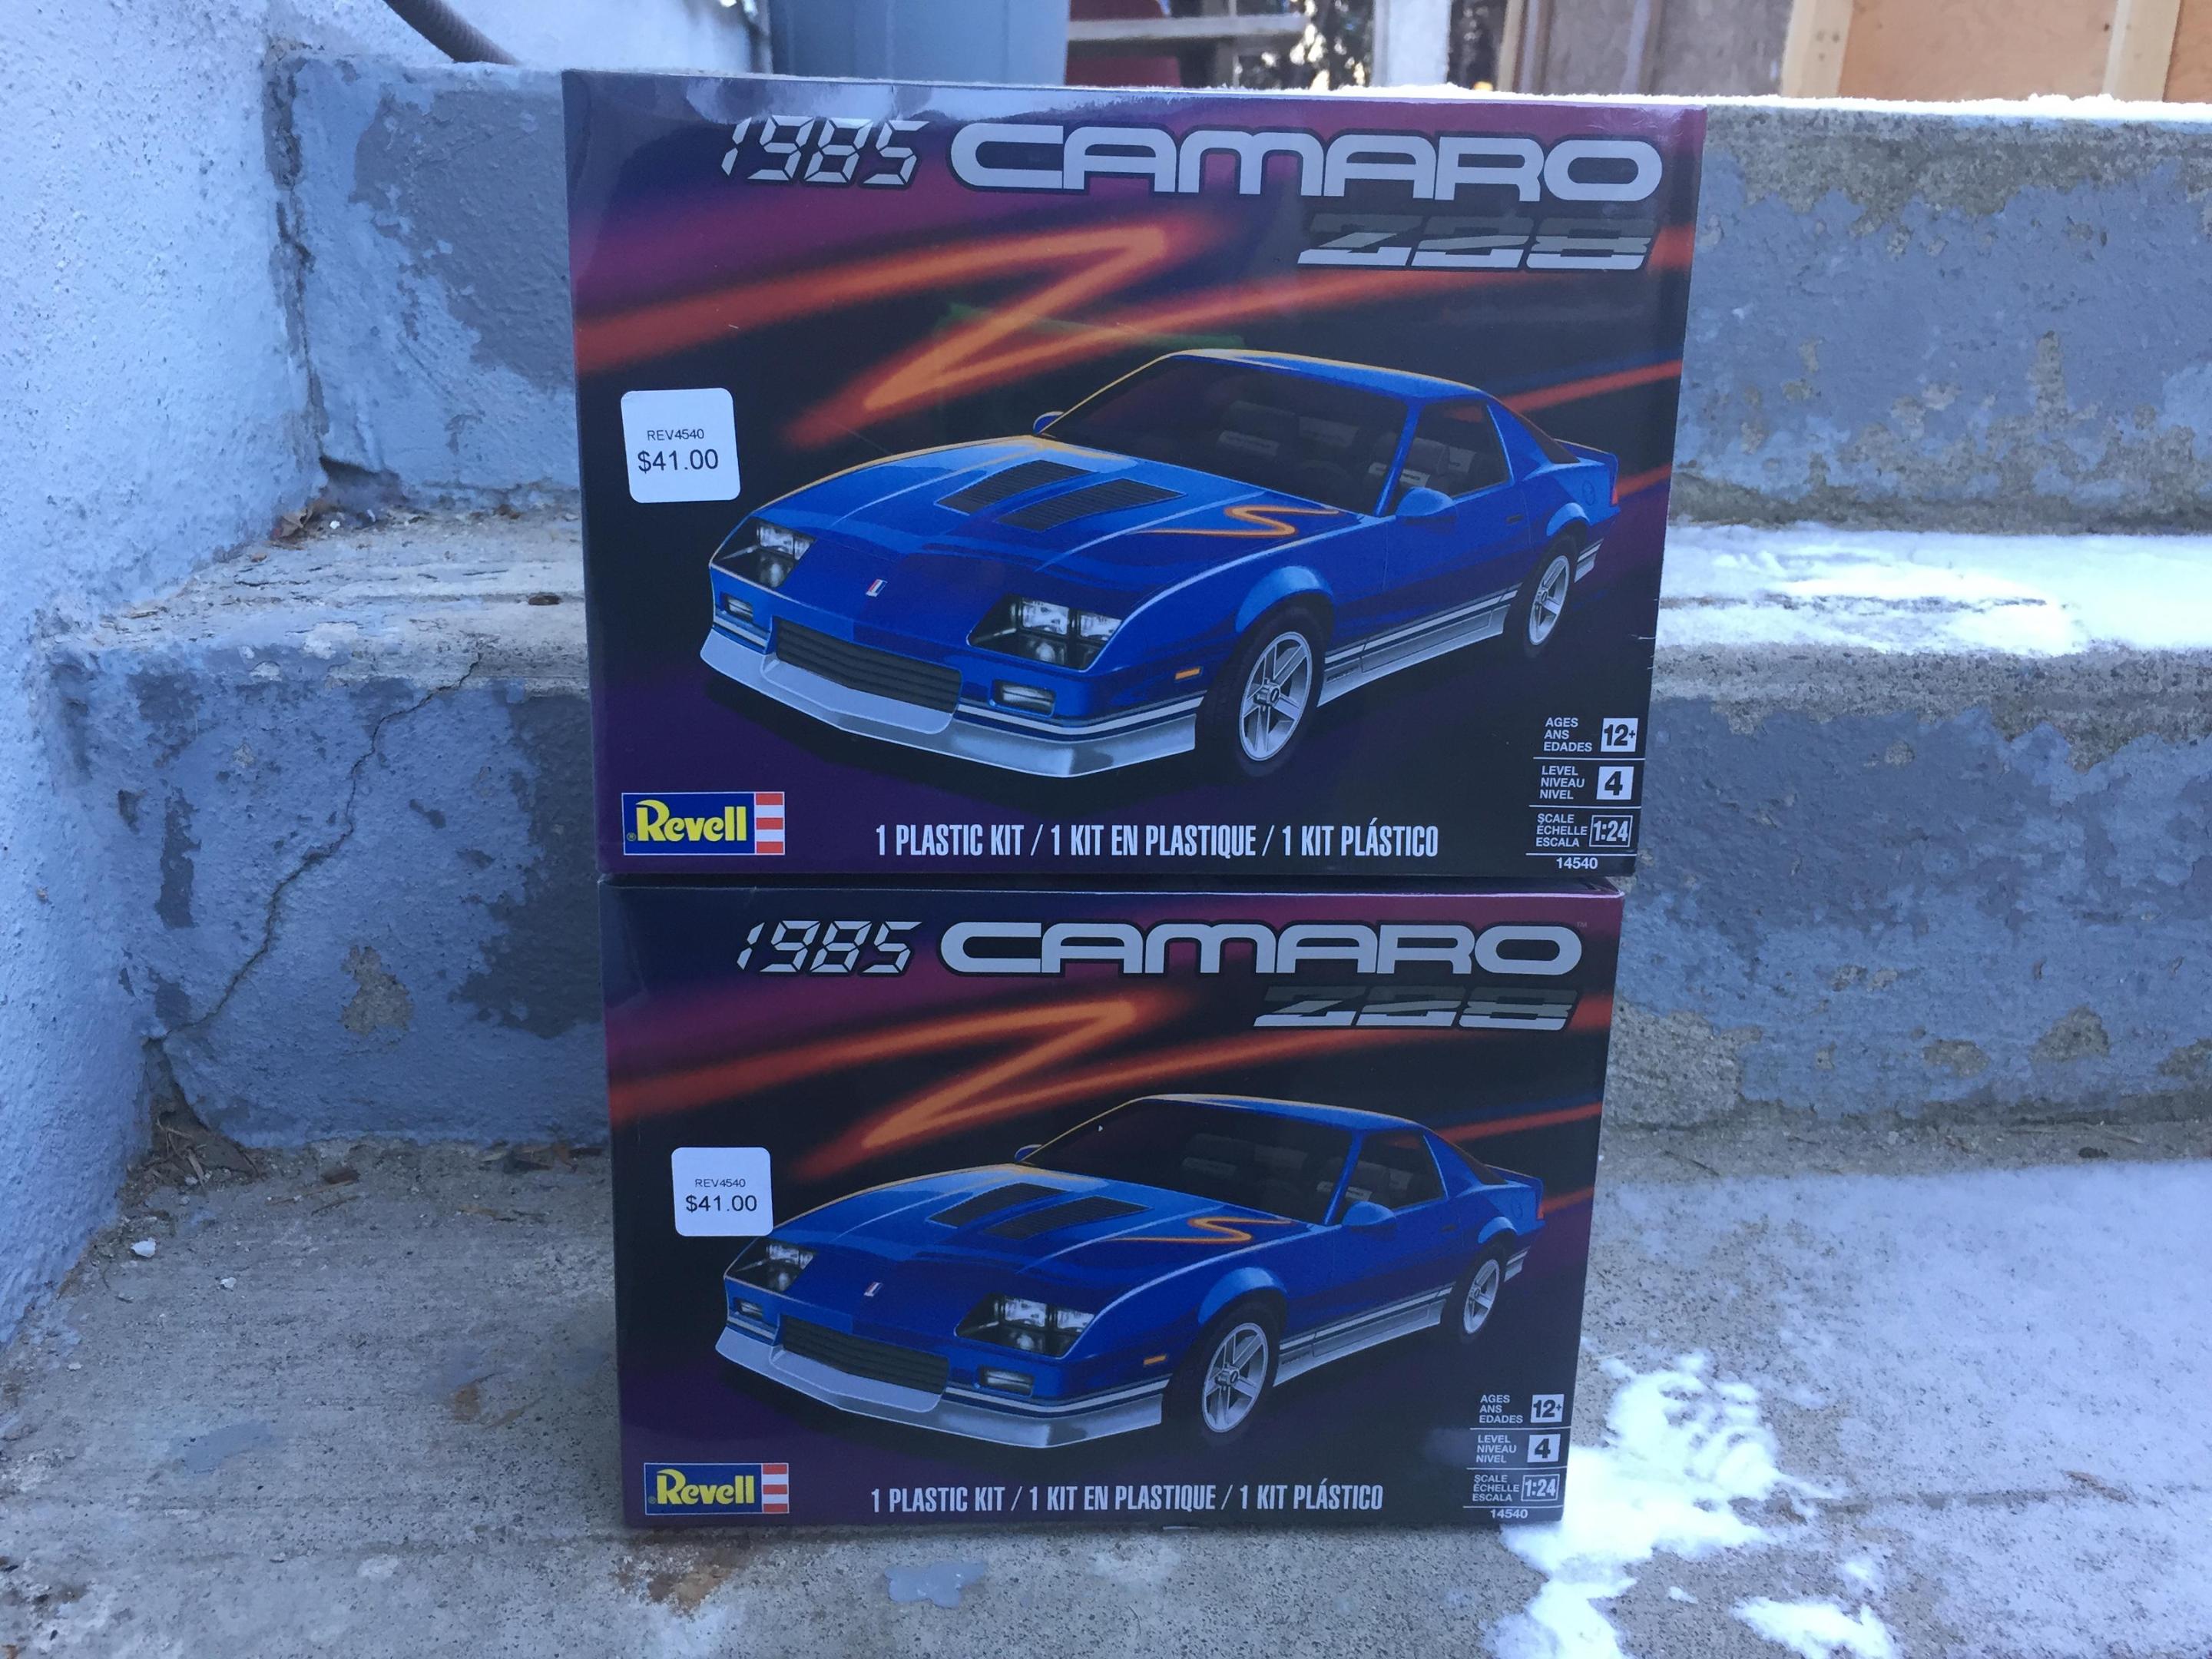 1985 CAMARO
Z28
REV4540
$41.00
AGES
ANS
EDADES
12+
LEVEL
NIVEAU
NIVEL
4
SCALE
ÉCHELLE
ESCALA
1:24
14540
Revell
1 PLASTIC KIT / 1 KIT EN PLASTIQUE / 1 KIT PLÁSTICO
1985 CAMARO™
Z28
REV4540
$41.00
AGES
ANS
EDADES
12+
LEVEL
NIVEAU
NIVEL
4
SCALE
ÉCHELLE
ESCALA
1:24
14540
Revell
1 PLASTIC KIT / 1 KIT EN PLASTIQUE / 1 KIT PLÁSTICO